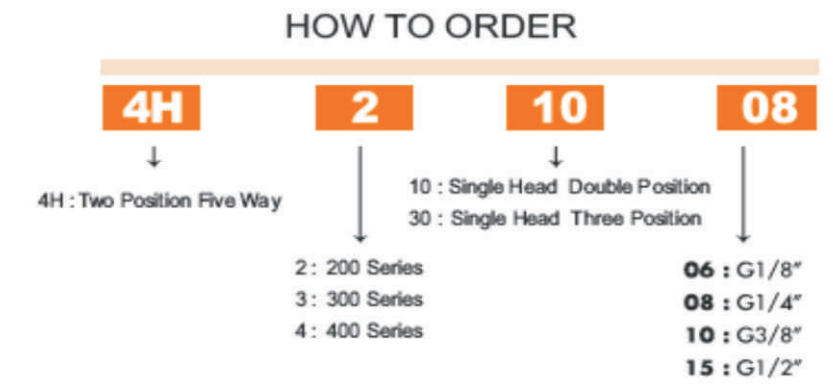 HOW TO ORDER
4H 2 10 08
4H : Two Position Five Way
10 : Single Head Double Position
30 : Single Head Three Position
2 : 200 Series
3 : 300 Series
4 : 400 Series
06 : G1/8″
08 : G1/4″
10 : G3/8″
15 : G1/2″